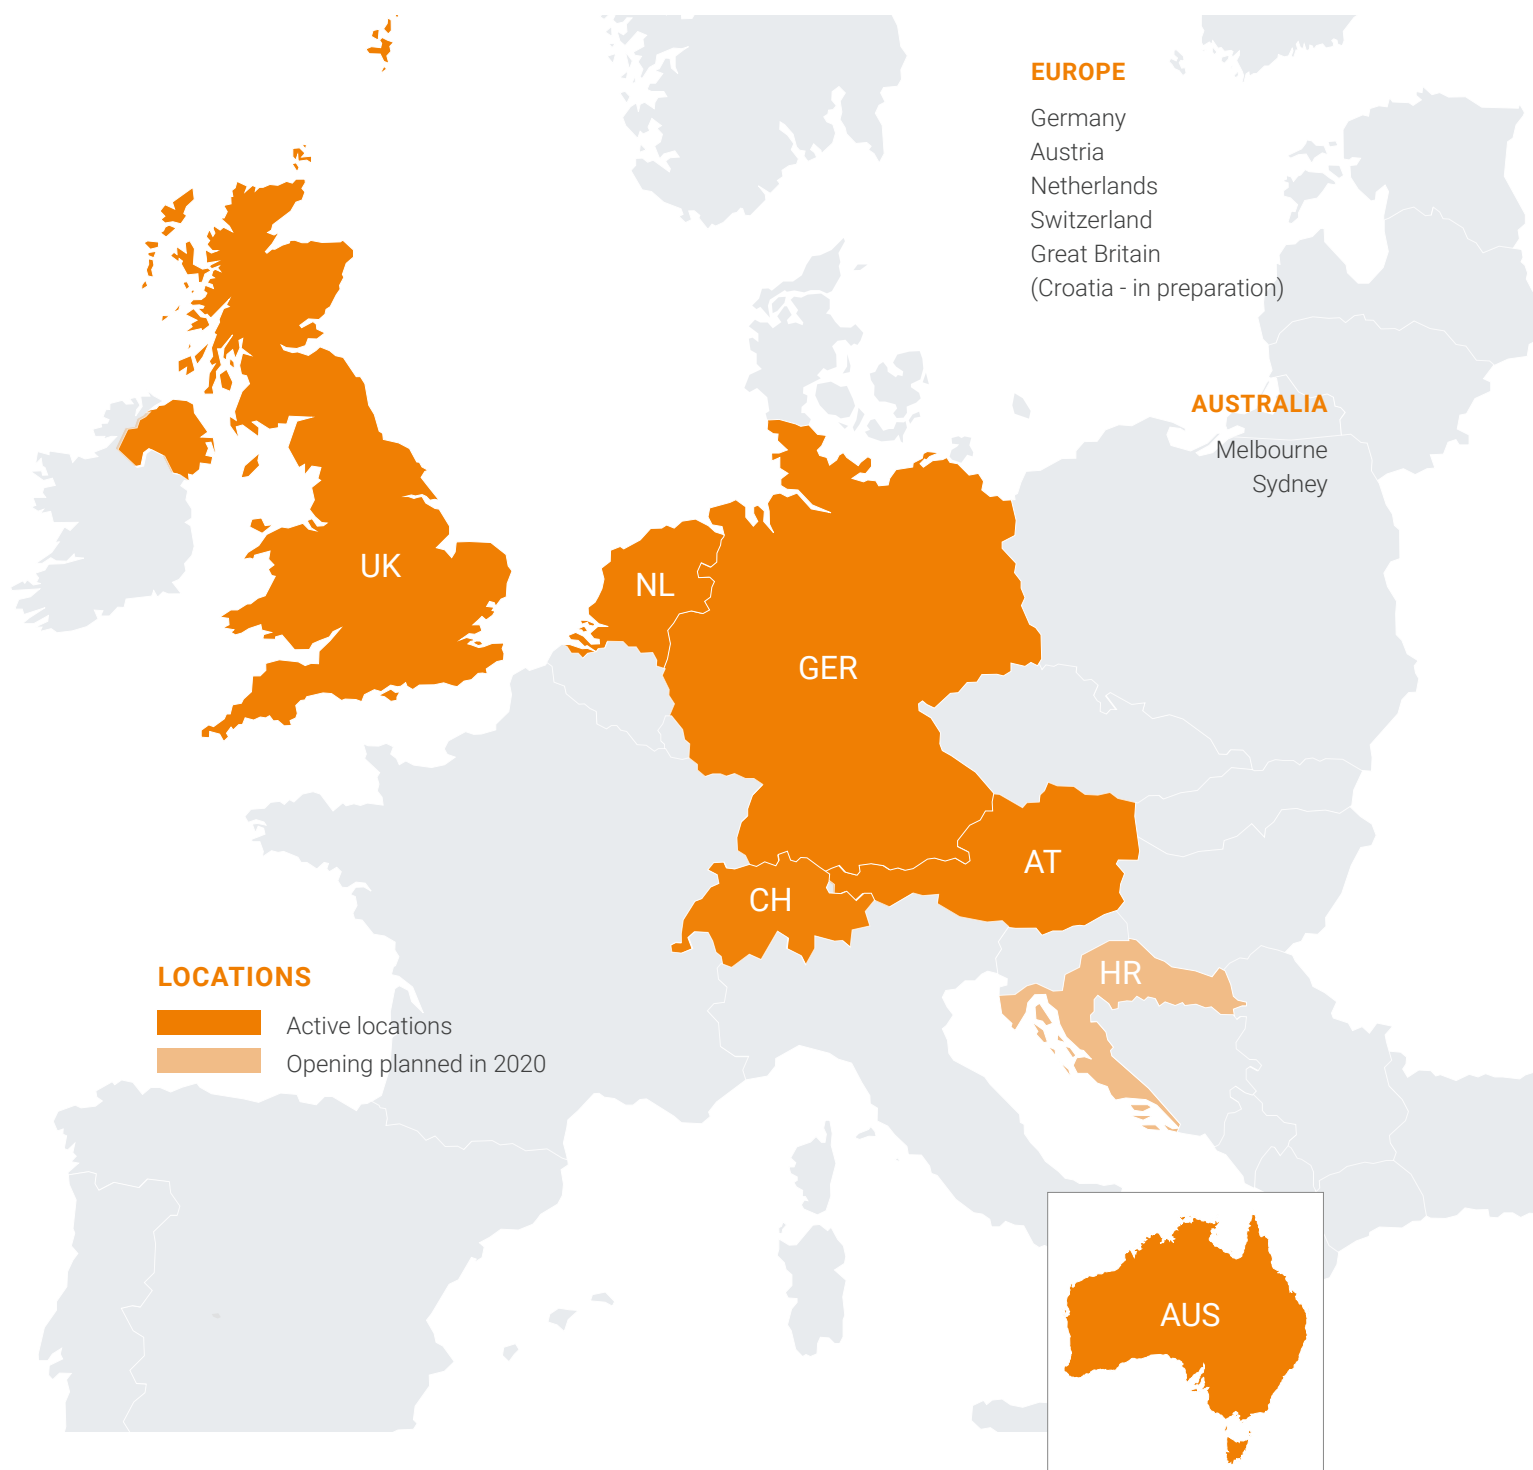 EUROPE
Germany
Austria
Netherlands
Switzerland
Great Britain
(Croatia - in preparation)
AUSTRALIA
Melbourne
Sydney
UK
NL
GER
AT
CH
HR
LOCATIONS
Active locations
Opening planned in 2020
AUS